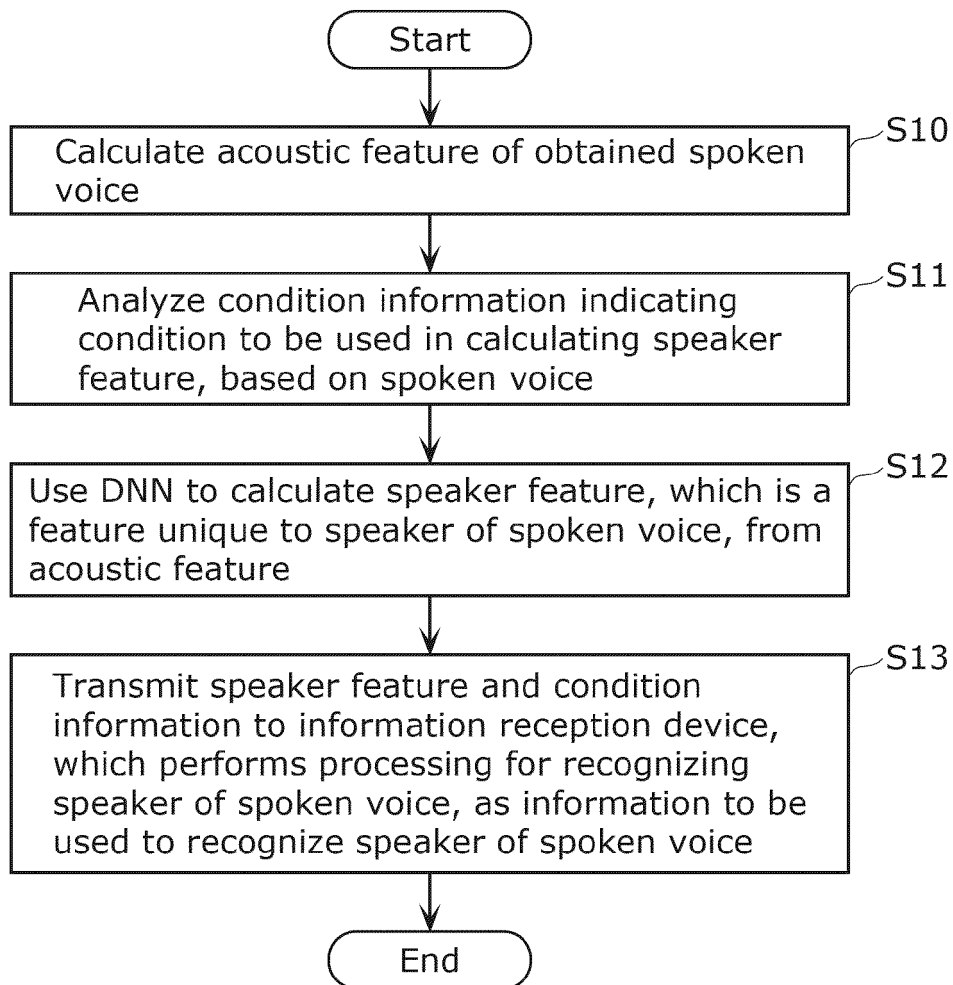 Start
S10
Calculate acoustic feature of obtained spoken
voice
S11
Analyze condition information indicating
condition to be used in calculating speaker
feature, based on spoken voice
S12
Use DNN to calculate speaker feature, which is a
feature unique to speaker of spoken voice, from
acoustic feature
S13
Transmit speaker feature and condition
information to information reception device,
which performs processing for recognizing
speaker of spoken voice, as information to be
used to recognize speaker of spoken voice
End